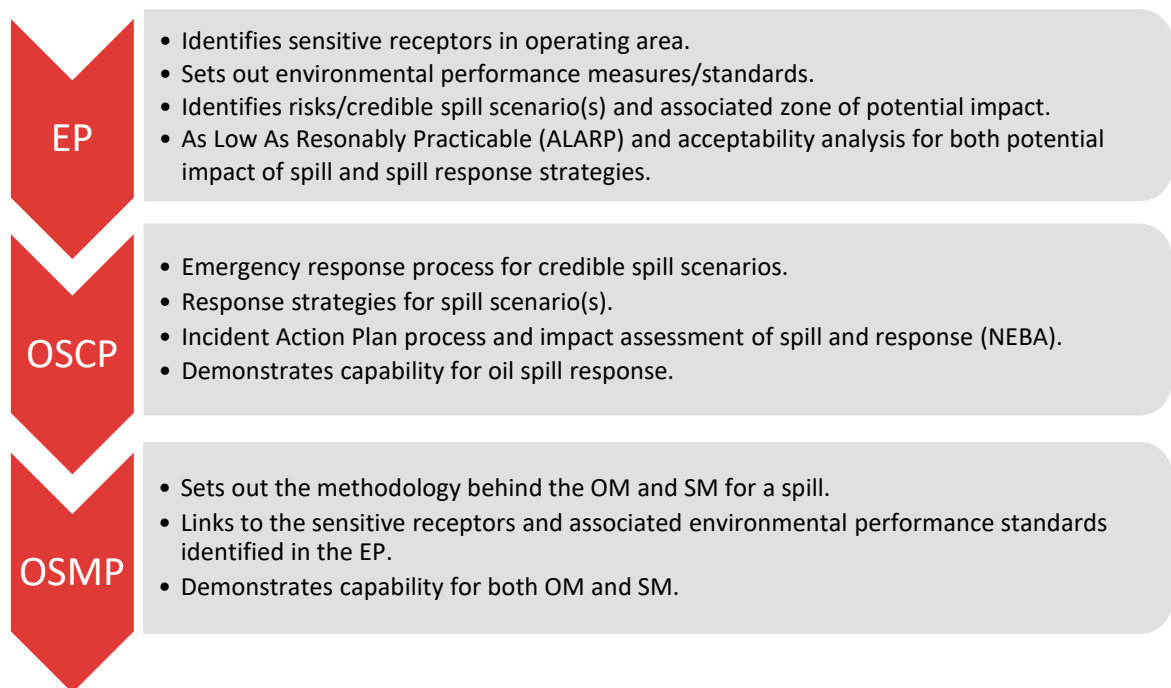 EP
• Identifies sensitive receptors in operating area.
• Sets out environmental performance measures/standards.
• Identifies risks/credible spill scenario(s) and associated zone of potential impact.
• As Low As Resonably Practicable (ALARP) and acceptability analysis for both potential
impact of spill and spill response strategies.
OSCP
• Emergency response process for credible spill scenarios.
• Response strategies for spill scenario(s).
• Incident Action Plan process and impact assessment of spill and response (NEBA).
• Demonstrates capability for oil spill response.
OSMP
• Sets out the methodology behind the OM and SM for a spill.
• Links to the sensitive receptors and associated environmental performance standards
identified in the EP.
• Demonstrates capability for both OM and SM.